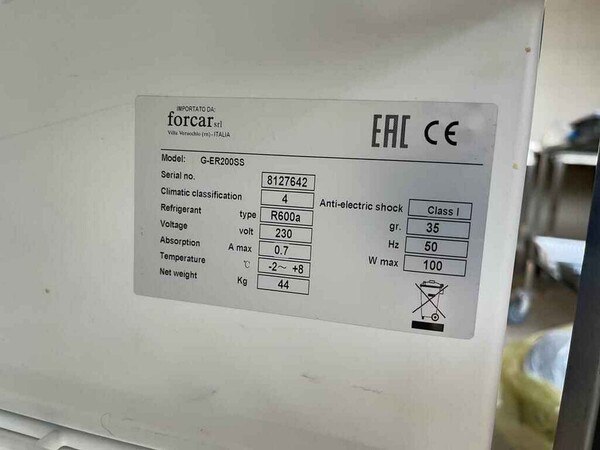 IMPORTATO DA:
forcar srl
Villa Verucchio (rn)-ITALIA
EAC CE
Model: G-ER200SS
Serial no. 8127642
Climatic classification 4 Anti-electric shock Class I
Refrigerant type R600a gr. 35
Voltage volt 230 Hz 50
Absorption A max 0.7 W max 100
Temperature °C -2~ +8
Net weight Kg 44